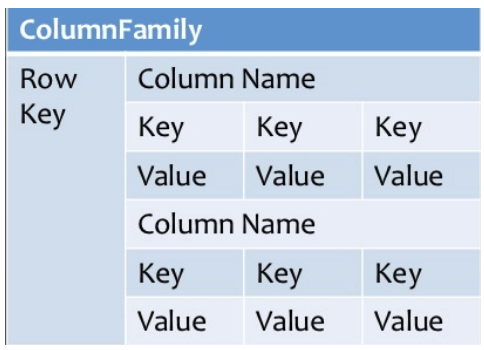 ColumnFamily
Row Key
Column Name
Key Key Key
Value Value Value
Column Name
Key Key Key
Value Value Value